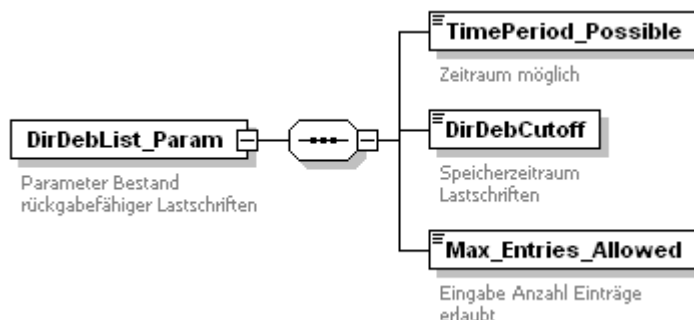 TimePeriod_Possible
Zeitraum möglich
DirDebList_Param
Parameter Bestand
rückgabefähiger Lastschriften
DirDebCutoff
Speicherzeitraum
Lastschriften
Max_Entries_Allowed
Eingabe Anzahl Einträge
erlaubt